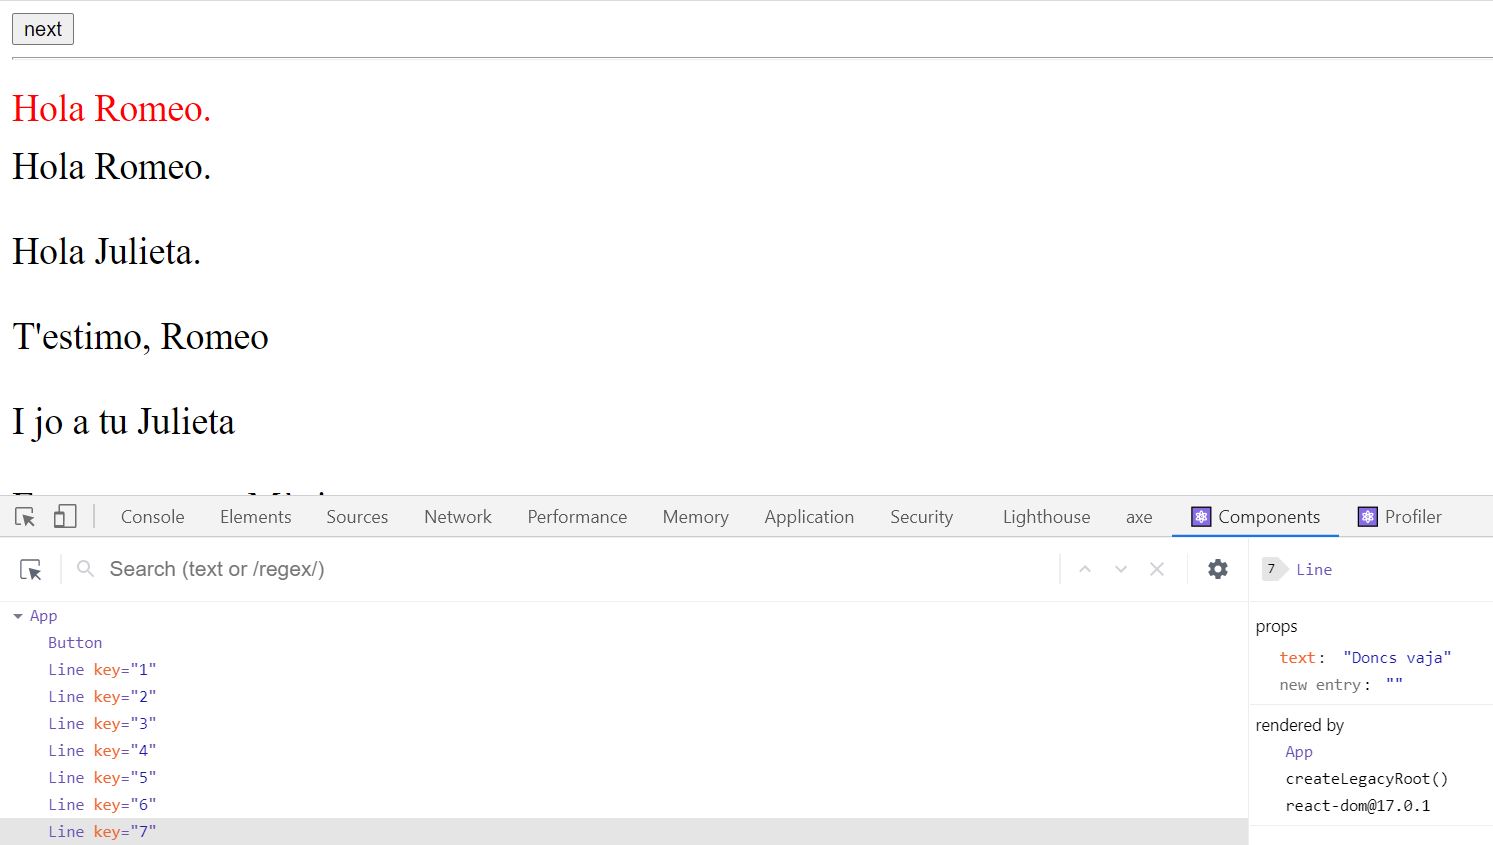 next
Hola Romeo.
Hola Romeo.
Hola Julieta.
T'estimo, Romeo
I jo a tu Julieta
Console Elements Sources Network Performance Memory Application Security Lighthouse axe Components Profiler
Search (text or /regex/)
7 Line
App
Button
Line key="1"
Line key="2"
Line key="3"
Line key="4"
Line key="5"
Line key="6"
Line key="7"
props
text: "Doncs vaja"
new entry: ""
rendered by
App
createLegacyRoot()
react-dom@17.0.1